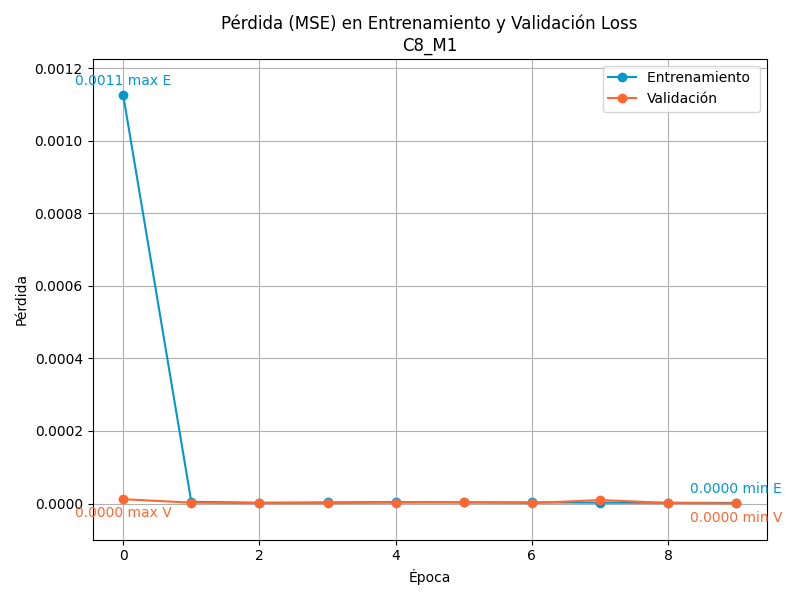 Pérdida (MSE) en Entrenamiento y Validación Loss
C8_M1
0.0011 max E
Entrenamiento
Validación
0.0012
0.0010
0.0008
0.0006
0.0004
0.0002
0.0000
Pérdida
0.0000 max V
0.0000 min E
0.0000 min V
0 2 4 6 8
Época